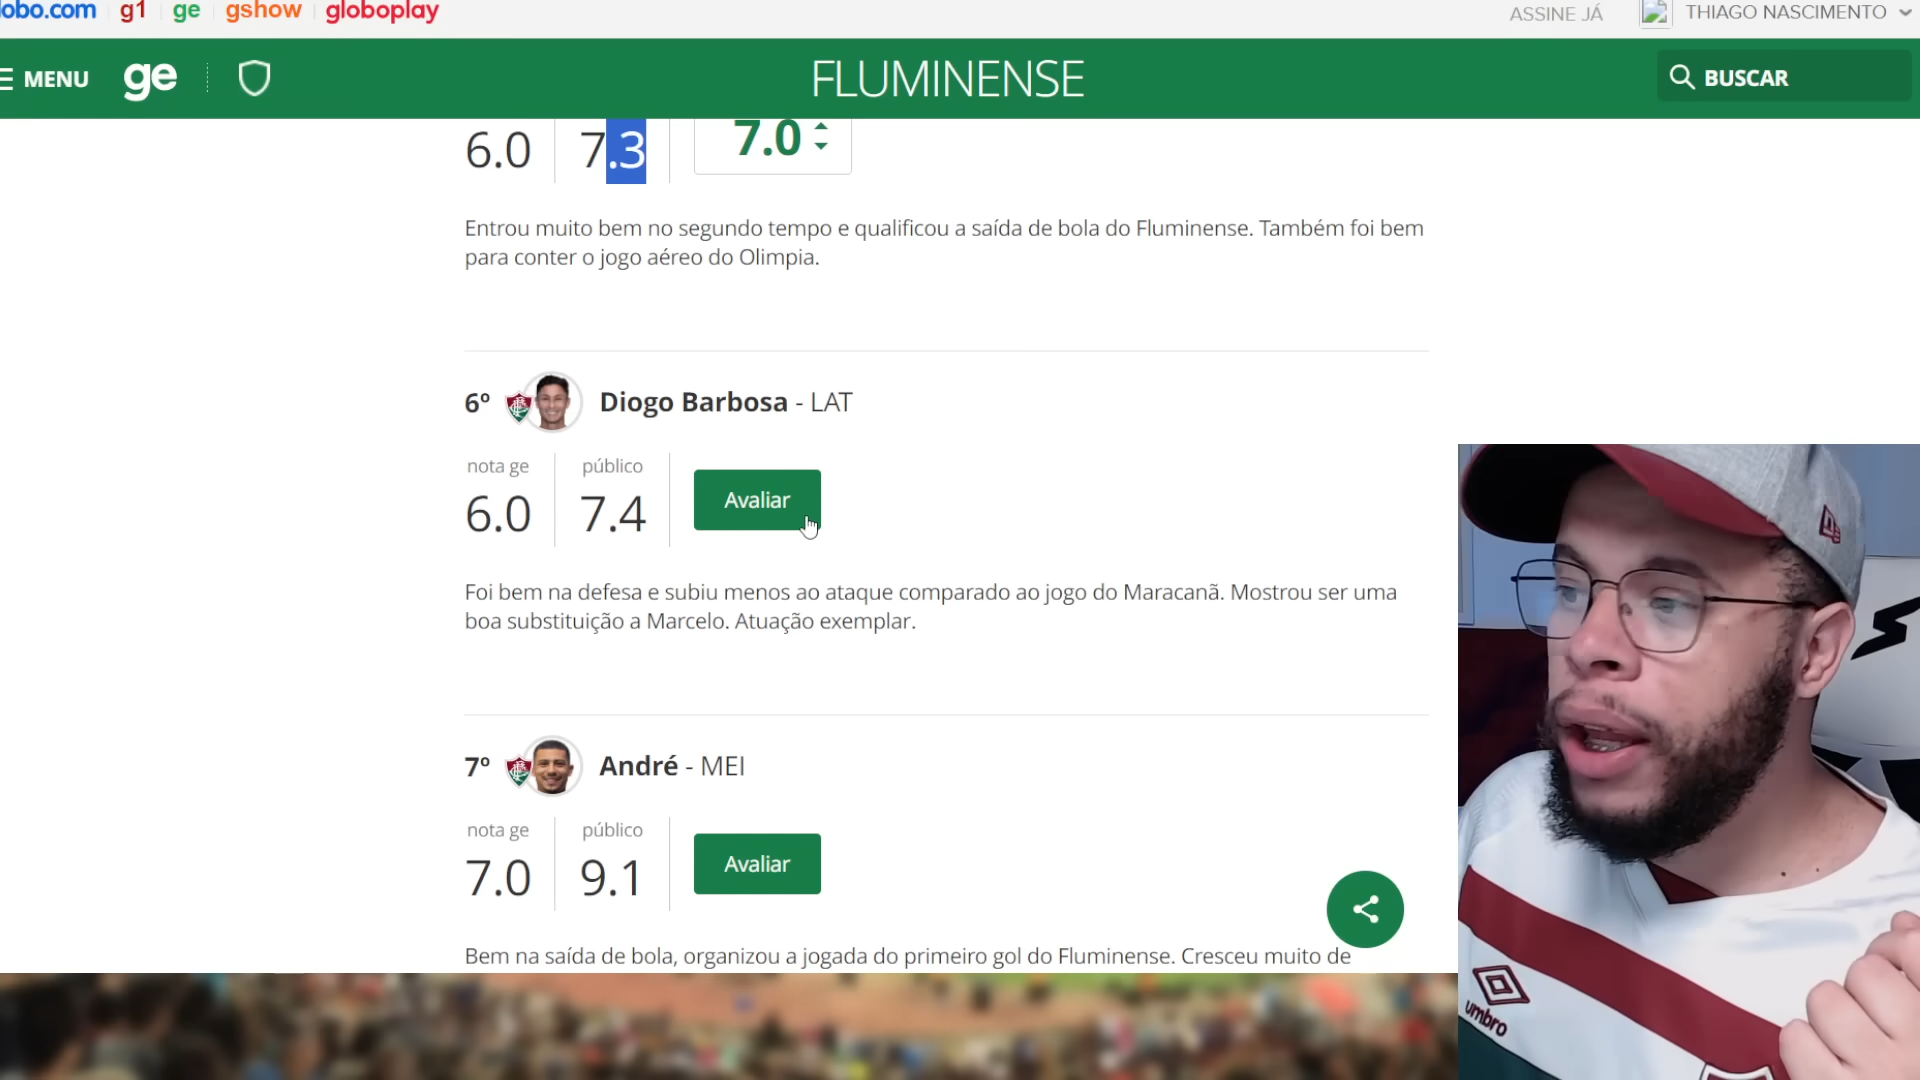 lobo.com g1 ge gshow globoplay ASSINE JÁ THIAGO NASCIMENTO
MENU ge FLUMINENSE BUSCAR
6.0 7.3 7.0
Entrou muito bem no segundo tempo e qualificou a saída de bola do Fluminense. Também foi bem
para conter o jogo aéreo do Olimpia.
6º Diogo Barbosa - LAT
nota ge público
6.0 7.4 Avaliar
Foi bem na defesa e subiu menos ao ataque comparado ao jogo do Maracanã. Mostrou ser uma
boa substituição a Marcelo. Atuação exemplar.
7º André - MEI
nota ge público
7.0 9.1 Avaliar
Bem na saída de bola, organizou a jogada do primeiro gol do Fluminense. Cresceu muito de
umbro